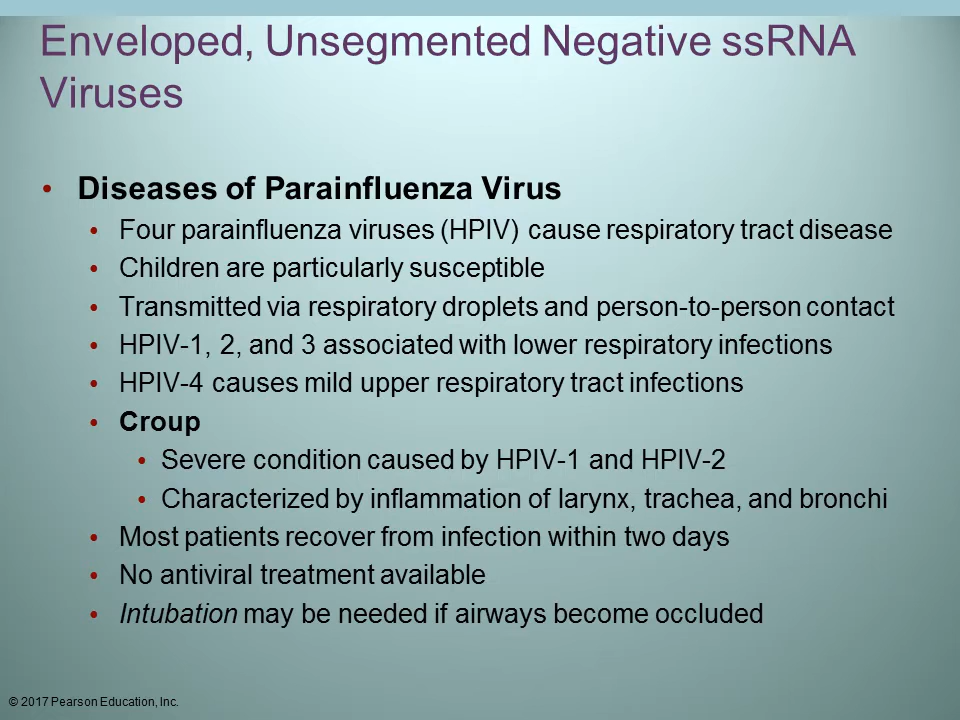 Enveloped, Unsegmented Negative ssRNA
Viruses
• Diseases of Parainfluenza Virus
• Four parainfluenza viruses (HPIV) cause respiratory tract disease
• Children are particularly susceptible
• Transmitted via respiratory droplets and person-to-person contact
• HPIV-1, 2, and 3 associated with lower respiratory infections
• HPIV-4 causes mild upper respiratory tract infections
• Croup
• Severe condition caused by HPIV-1 and HPIV-2
• Characterized by inflammation of larynx, trachea, and bronchi
• Most patients recover from infection within two days
• No antiviral treatment available
• Intubation may be needed if airways become occluded
© 2017 Pearson Education, Inc.